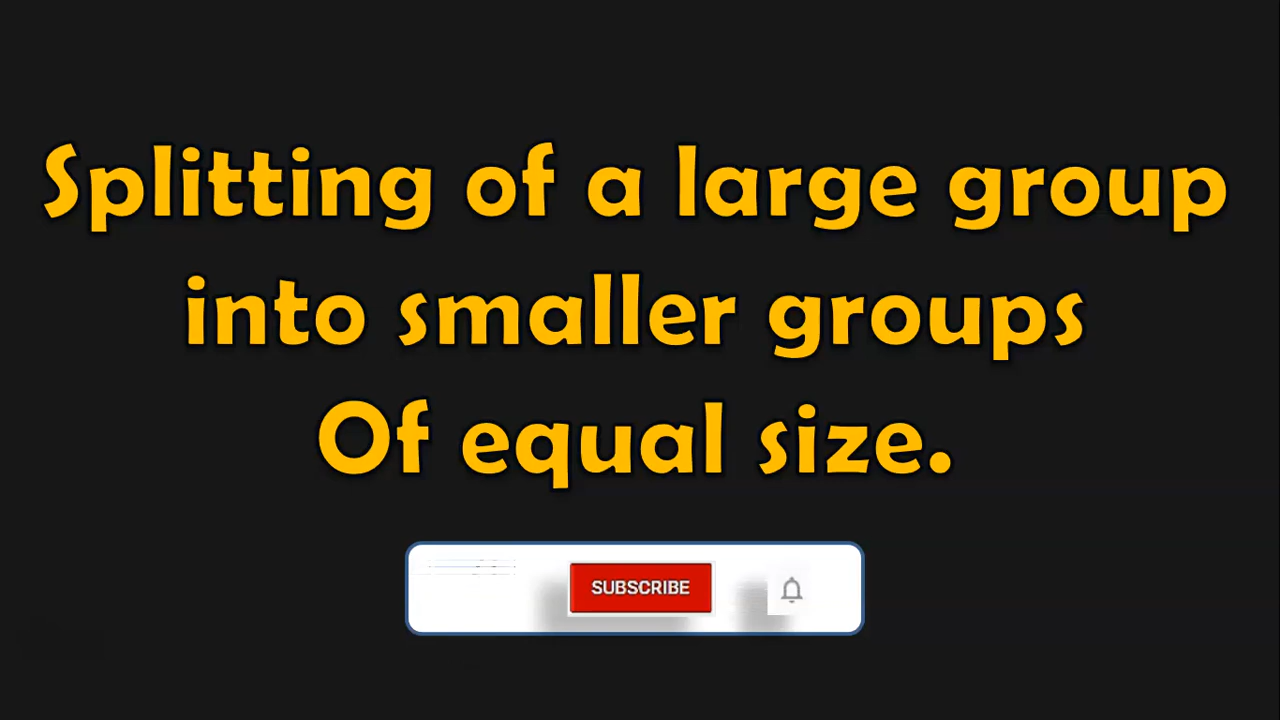 Splitting of a large group
into smaller groups
Of equal size.
SUBSCRIBE